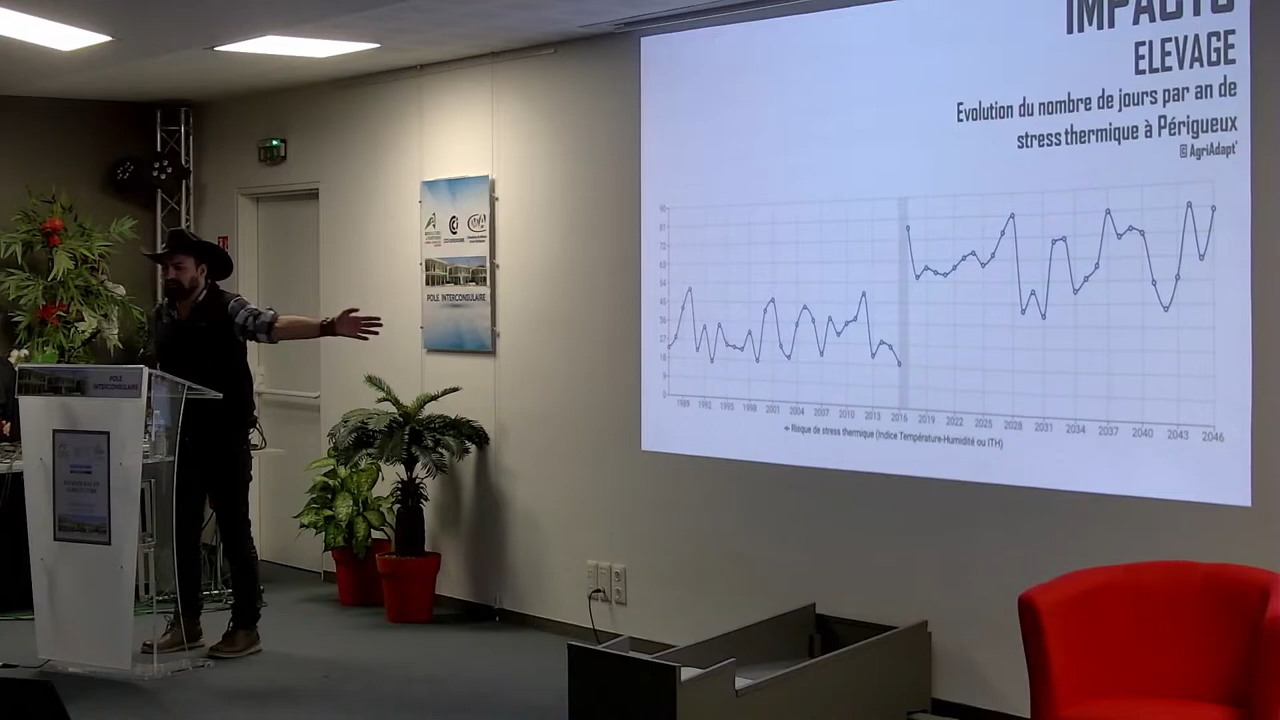 IMPACTS
ELEVAGE
Evolution du nombre de jours par an de
stress thermique à Périgueux
© AgriAdapt'
90
81
72
63
54
45
36
27
18
9
0
1989 1992 1995 1998 2001 2004 2007 2010 2013 2016 2019 2022 2025 2028 2031 2034 2037 2040 2043 2046
Risque de stress thermique (Indice Température-Humidité ou ITH)
CCI
CMA
POLE INTERCONSULAIRE
POLE
INTERCONSULAIRE